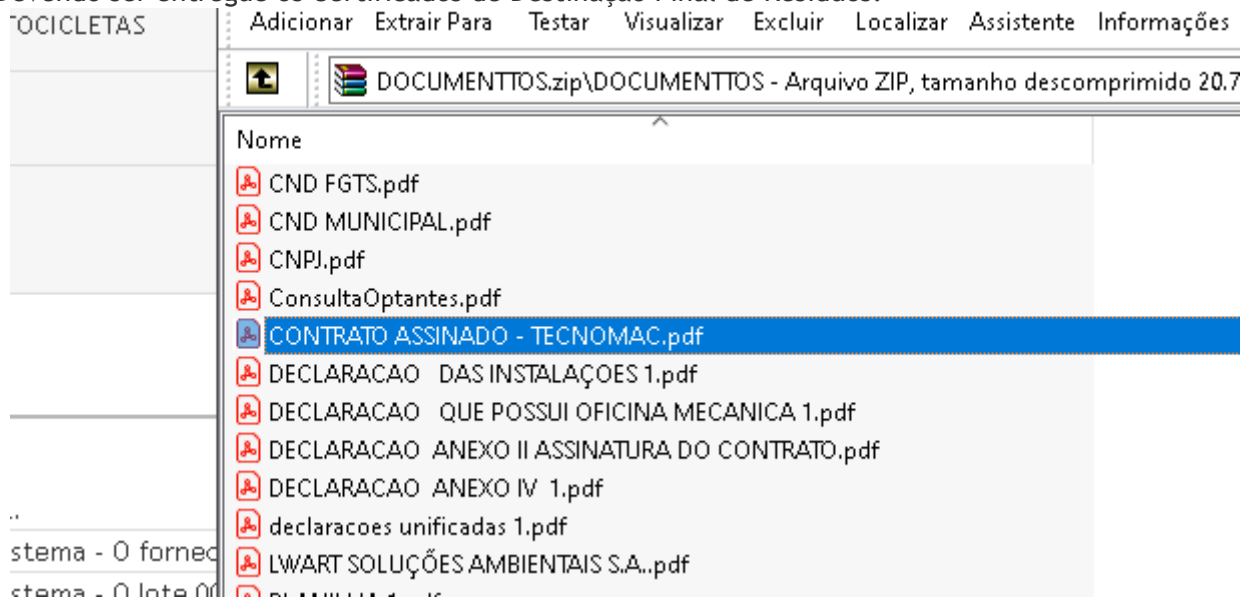 OCICLETAS
Adicionar Extrair Para Testar Visualizar Excluir Localizar Assistente Informações
DOCUMENTTOS.zip\DOCUMENTTOS - Arquivo ZIP, tamanho descomprimido 20.7
Nome
CND FGTS.pdf
CND MUNICIPAL.pdf
CNPJ.pdf
ConsultaOptantes.pdf
CONTRATO ASSINADO - TECNOMAC.pdf
DECLARACAO DAS INSTALAÇOES 1.pdf
DECLARACAO QUE POSSUI OFICINA MECANICA 1.pdf
DECLARACAO ANEXO II ASSINATURA DO CONTRATO.pdf
DECLARACAO ANEXO IV 1.pdf
declaracoes unificadas 1.pdf
..
stema - O fornec
LWART SOLUÇÕES AMBIENTAIS S.A..pdf
stema - O lote 00